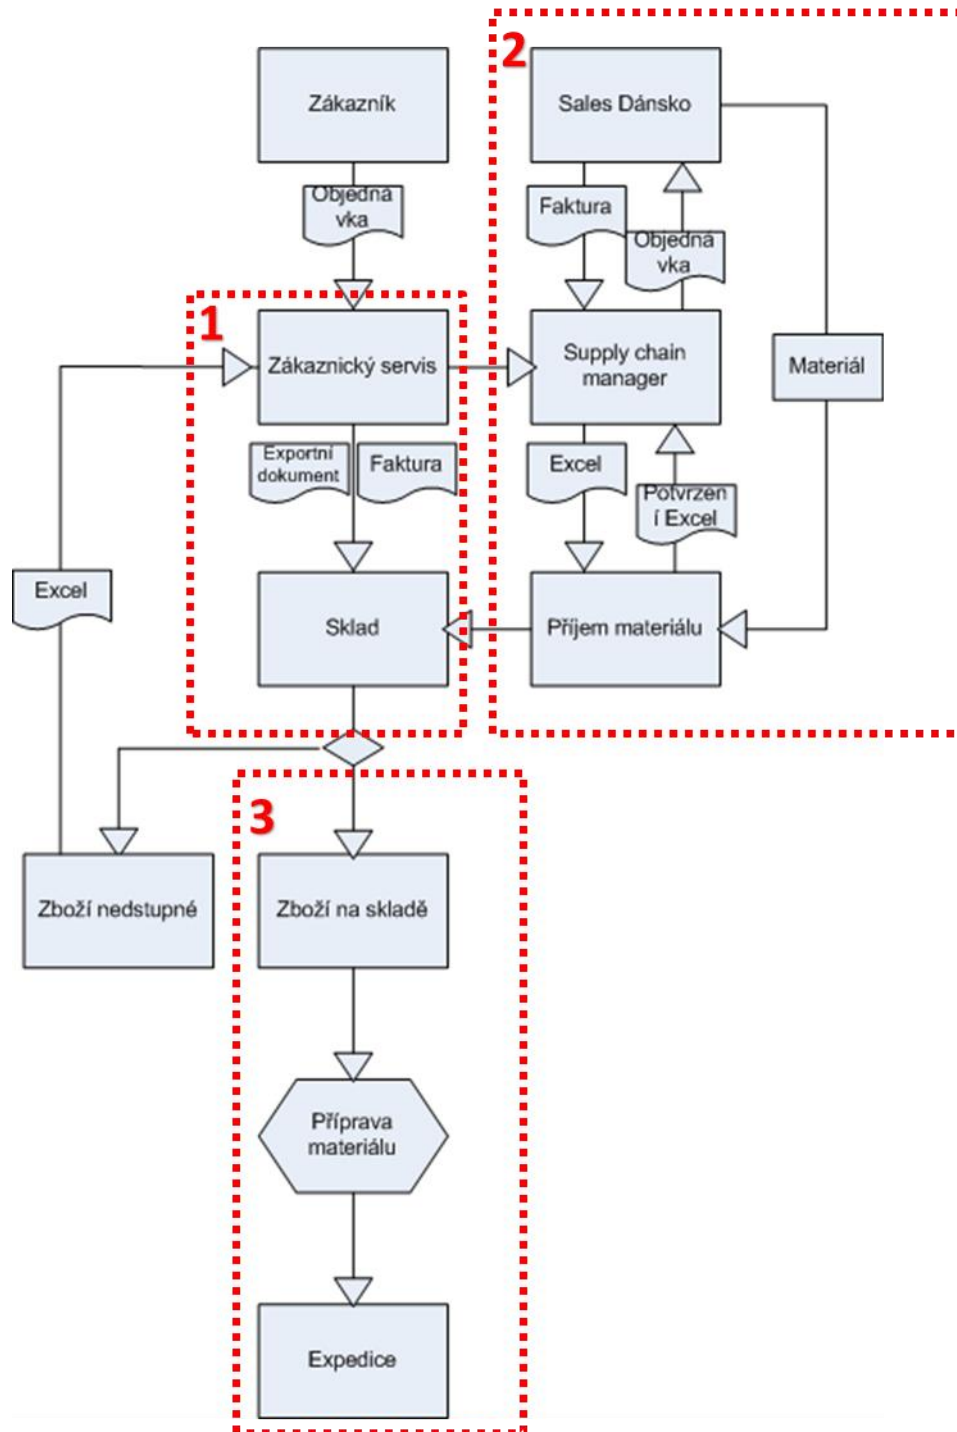 2
Zákazník
Sales Dánsko
Objedná
vka
Faktura
Objedná
vka
1
Zákaznický servis
Supply chain
manager
Materiál
Exportní
dokument
Faktura
Excel
Potvrzen
í Excel
Excel
Sklad
Příjem materiálu
3
Zboží nedstupné
Zboží na skladě
Příprava
materiálu
Expedice